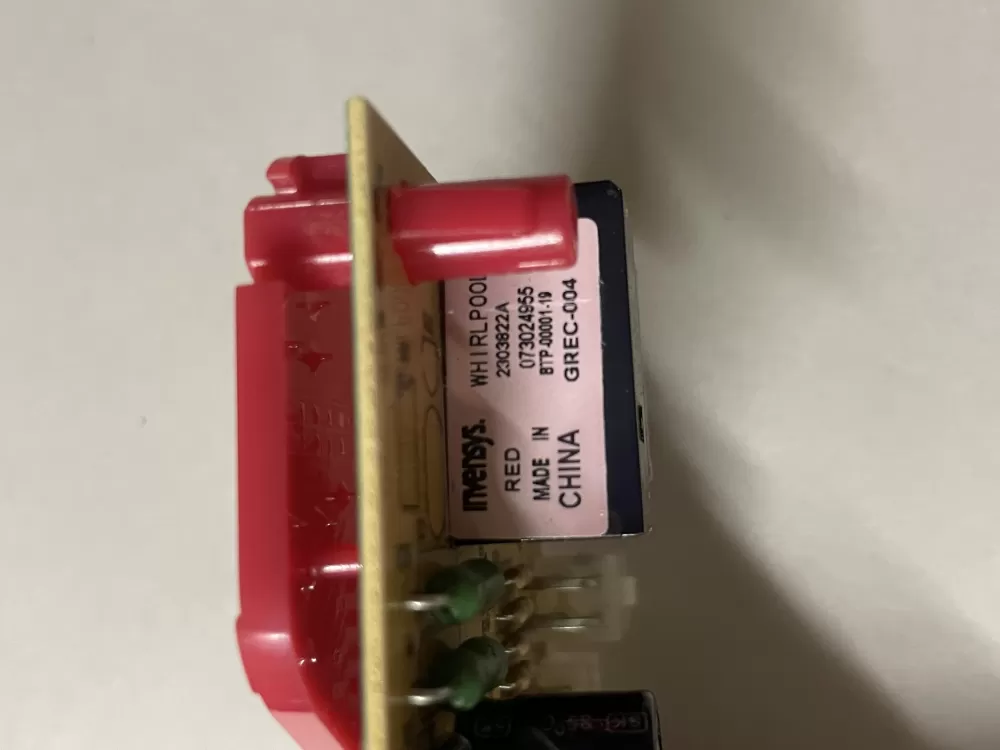 invensys.
RED
MADE IN
CHINA
WHIRLPOOL
2303822A
073024955
BTP-00001-19
GREC-004